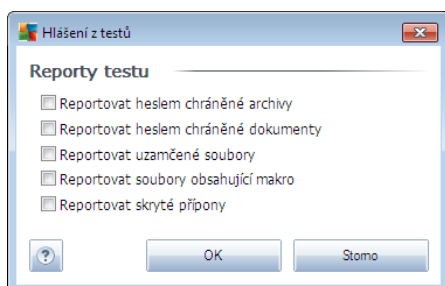 Hlášení z testů
Reporty testu
Reportovat heslem chráněné archivy
Reportovat heslem chráněné dokumenty
Reportovat uzamčené soubory
Reportovat soubory obsahující makro
Reportovat skryté přípony
?
OK
Stomo